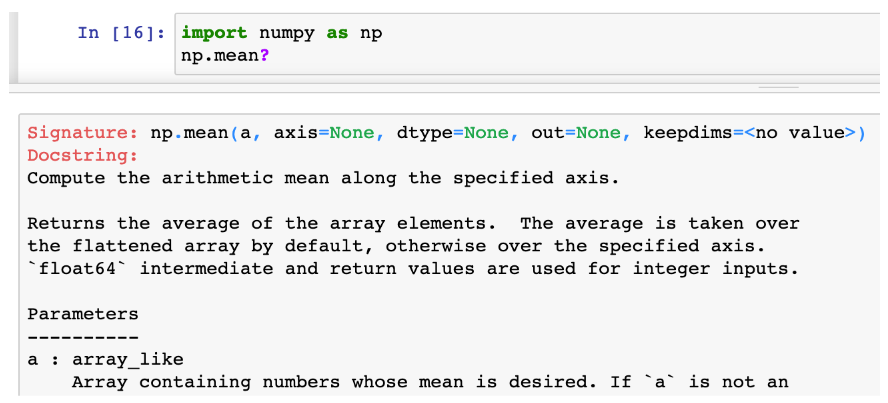 In [16]: import numpy as np
np.mean?
Signature: np.mean(a, axis=None, dtype=None, out=None, keepdims=<no value>)
Docstring:
Compute the arithmetic mean along the specified axis.
Returns the average of the array elements.  The average is taken over
the flattened array by default, otherwise over the specified axis.
`float64` intermediate and return values are used for integer inputs.
Parameters
----------
a : array_like
    Array containing numbers whose mean is desired. If `a` is not an